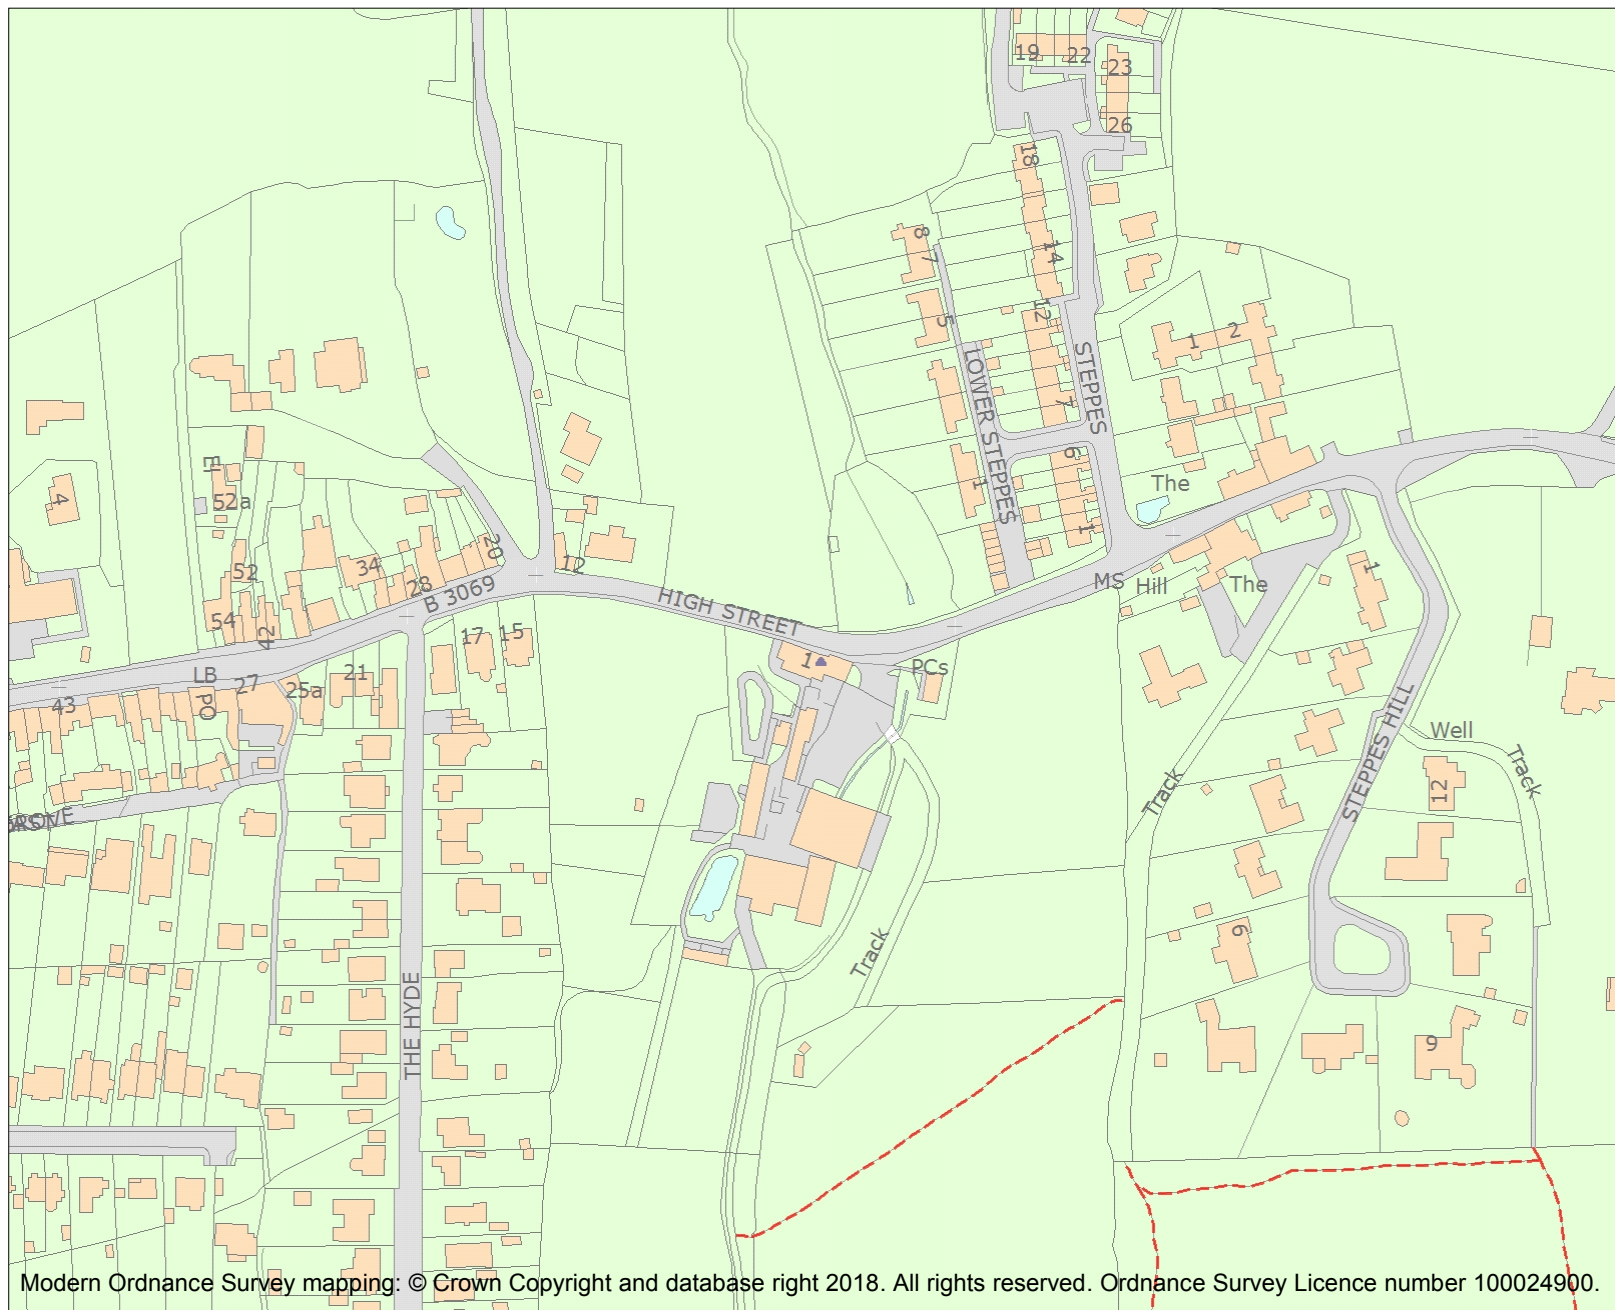 19
22
23
26
18
8
7
14
5
12
1
2
LOWER STEPPES
STEPPES
7
El
52a
4
1
6
The
20
1
52
34
28
12
B 3069
MS
Hill
The
1
54
42
HIGH STREET
17
15
1
PCs
LB
27
25a
21
43
PO
STEPPES HILL
Well
Track
Track
12
Track
6
THE HYDE
9
Modern Ordnance Survey mapping: © Crown Copyright and database right 2018. All rights reserved. Ordnance Survey Licence number 100024900.